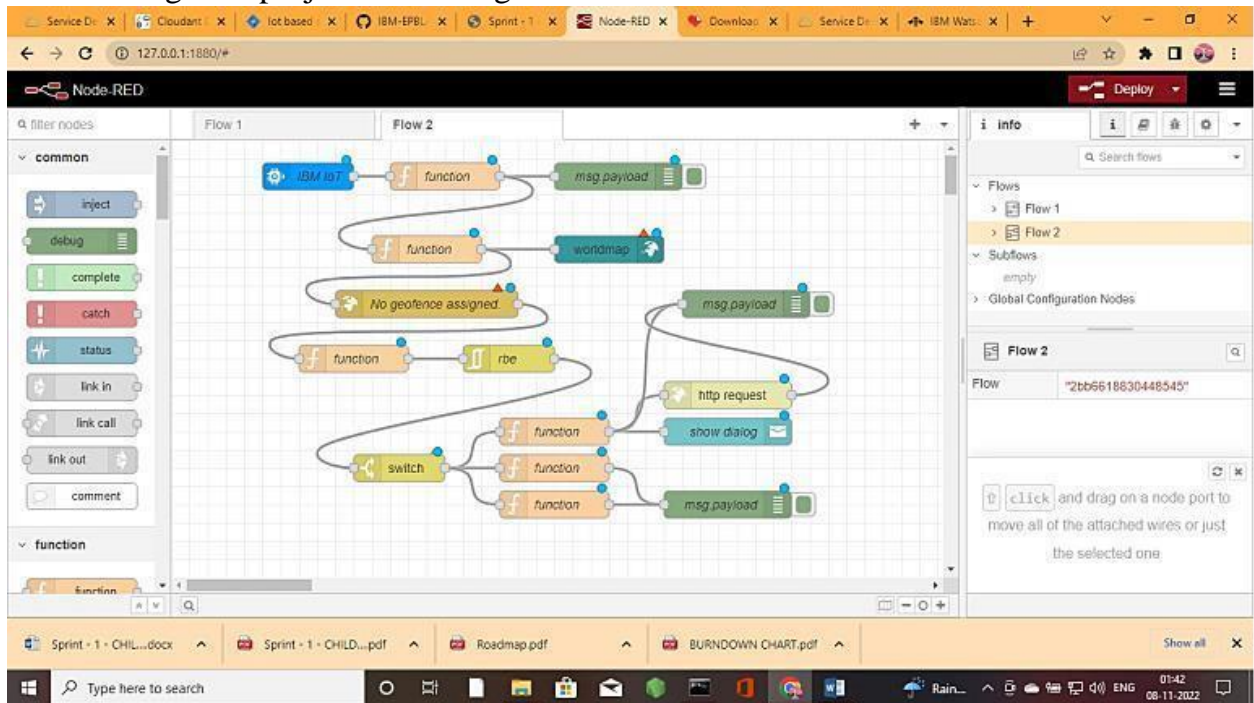 Service De
Cloudant
Iot based
IBM-EPBL
Sprint - 1
Node-RED
Download
Service De
IBM Wats
127.0.0.1:1880/#
Node-RED
Deploy
filter nodes
Flow 1
Flow 2
i info
i
Search flows
common
inject
debug
complete
catch
status
link in
link call
link out
comment
function
function
IBM IoT
function
msg.payload
function
worldmap
No geofence assigned.
msg.payload
function
rbe
http request
function
show dialog
switch
function
function
msg.payload
Flows
Flow 1
Flow 2
Subflows
empty
Global Configuration Nodes
Flow 2
Flow
"2bb6618830448545"
click and drag on a node port to
move all of the attached wires or just
the selected one
Sprint - 1 - CHIL....docx
Sprint - 1 - CHILD....pdf
Roadmap.pdf
BURNDOWN CHART.pdf
Show all
Type here to search
Rain...
ENG
01:42
08-11-2022